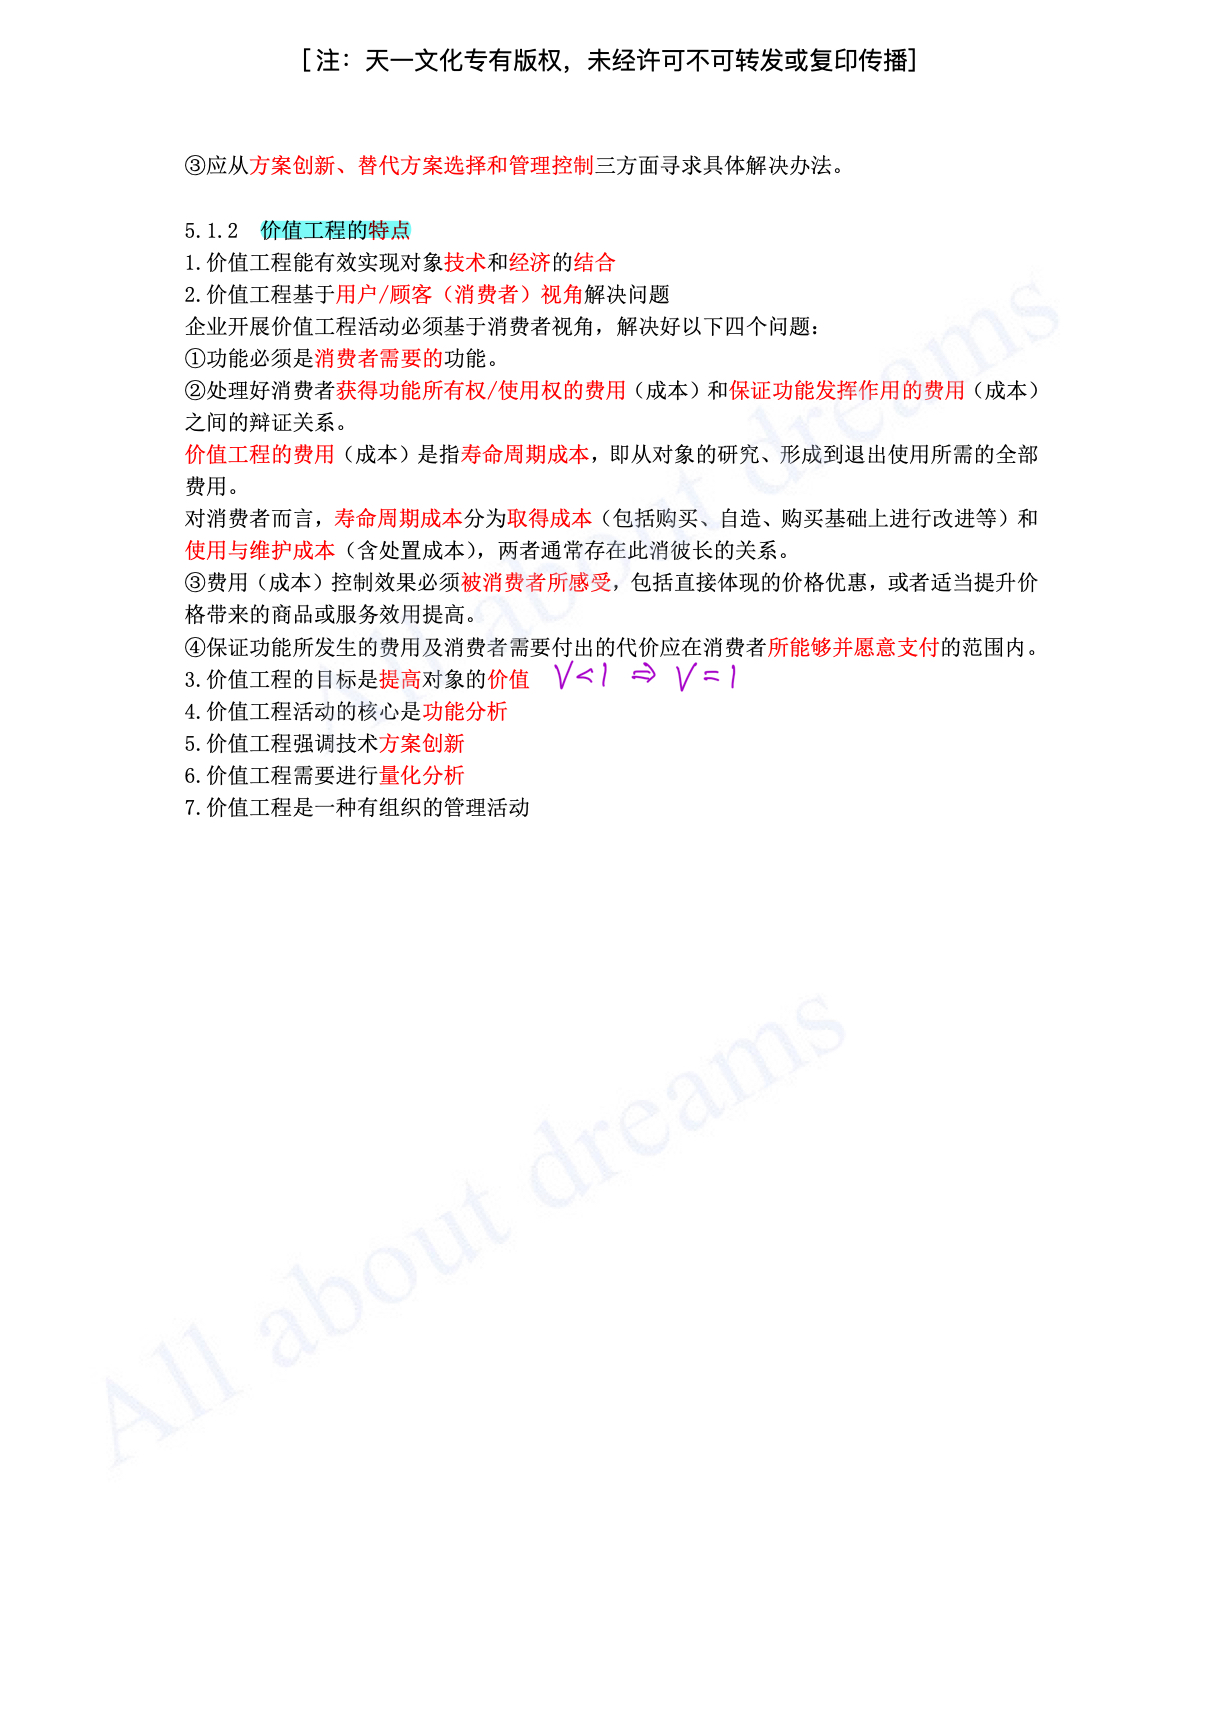 [注：天一文化专有版权，未经许可不可转发或复印传播]
③应从方案创新、替代方案选择和管理控制三方面寻求具体解决办法。
5.1.2 价值工程的特点
1.价值工程能有效实现对象技术和经济的结合
2.价值工程基于用户/顾客（消费者）视角解决问题
企业开展价值工程活动必须基于消费者视角，解决好以下四个问题：
①功能必须是消费者需要的功能。
②处理好消费者获得功能所有权/使用权的费用（成本）和保证功能发挥作用的费用（成本）
之间的辩证关系。
价值工程的费用（成本）是指寿命周期成本，即从对象的研究、形成到退出使用所需的全部
费用。
对消费者而言，寿命周期成本分为取得成本（包括购买、自造、购买基础上进行改进等）和
使用与维护成本（含处置成本），两者通常存在此消彼长的关系。
③费用（成本）控制效果必须被消费者所感受，包括直接体现的价格优惠，或者适当提升价
格带来的商品或服务效用提高。
④保证功能所发生的费用及消费者需要付出的代价应在消费者所能够并愿意支付的范围内。
3.价值工程的目标是提高对象的价值 V<1 ⇒ V=1
4.价值工程活动的核心是功能分析
5.价值工程强调技术方案创新
6.价值工程需要进行量化分析
7.价值工程是一种有组织的管理活动
All about dreams
All about dreams